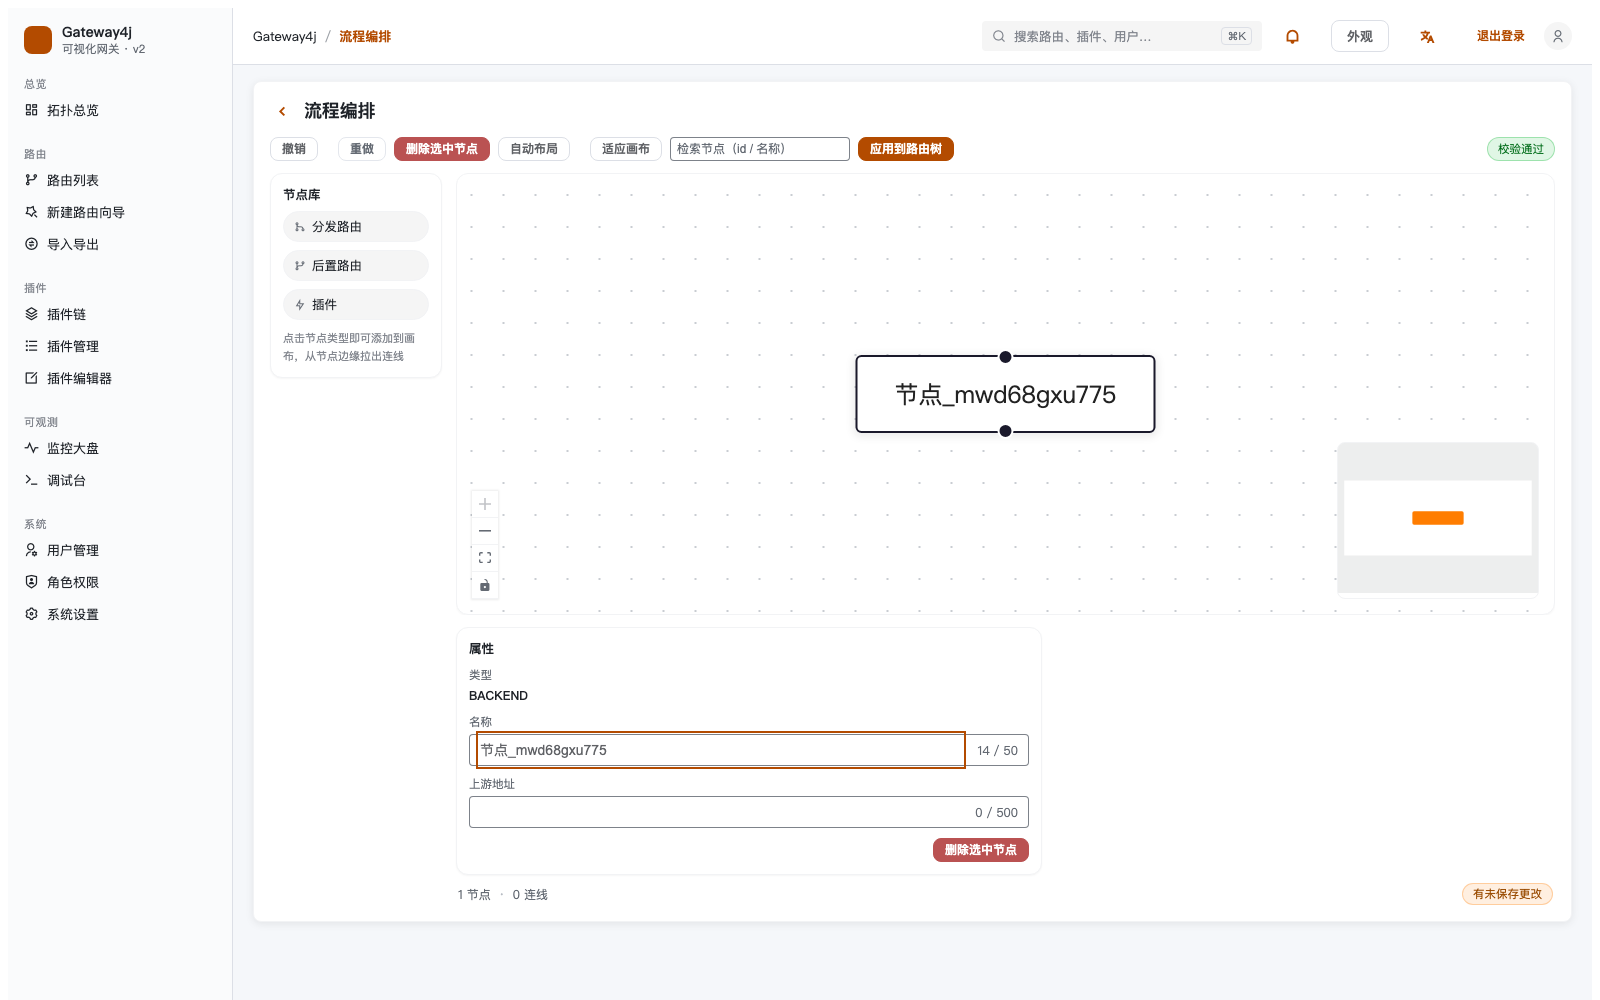 Gateway4j
可视化网关 · v2
总览
拓扑总览
路由
路由列表
新建路由向导
导入导出
插件
插件链
插件管理
插件编辑器
可观测
监控大盘
调试台
系统
用户管理
角色权限
系统设置
Gateway4j / 流程编排
搜索路由、插件、用户... ⌘K
外观
退出登录
流程编排
撤销 重做 删除选中节点 自动布局 适应画布 检索节点（id / 名称） 应用到路由树 校验通过
节点库
分发路由
后置路由
插件
点击节点类型即可添加到画
布，从节点边缘拉出连线
节点_mwd68gxu775
属性
类型
BACKEND
名称
节点_mwd68gxu775 14 / 50
上游地址
0 / 500
删除选中节点
1 节点 · 0 连线
有未保存更改